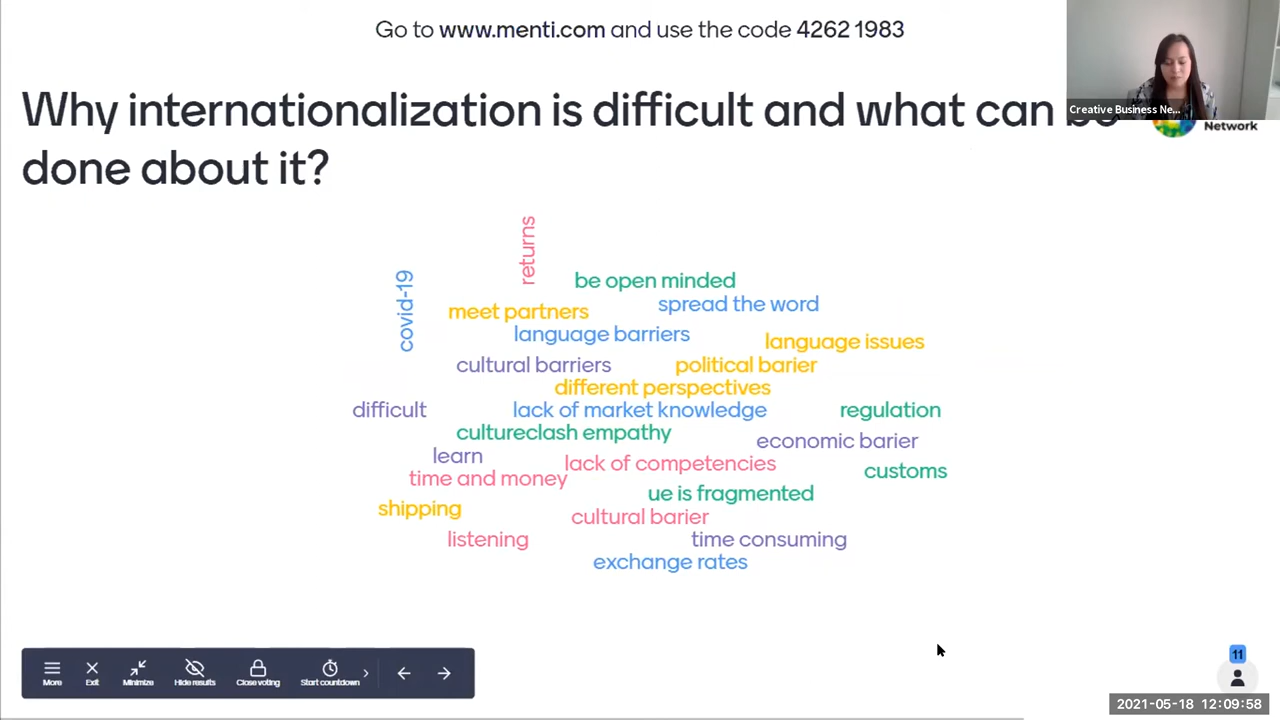 Go to www.menti.com and use the code 4262 1983
Creative Business Ne...
Why internationalization is difficult and what can be
done about it?
Network
returns
covid-19
be open minded
spread the word
meet partners
language barriers
language issues
cultural barriers
political barier
different perspectives
difficult
lack of market knowledge
regulation
cultureclash empathy
economic barier
learn
lack of competencies
customs
time and money
ue is fragmented
shipping
cultural barier
listening
time consuming
exchange rates
11
More
Exit
Minimize
Hide results
Close voting
Start countdown
2021-05-18 12:09:58